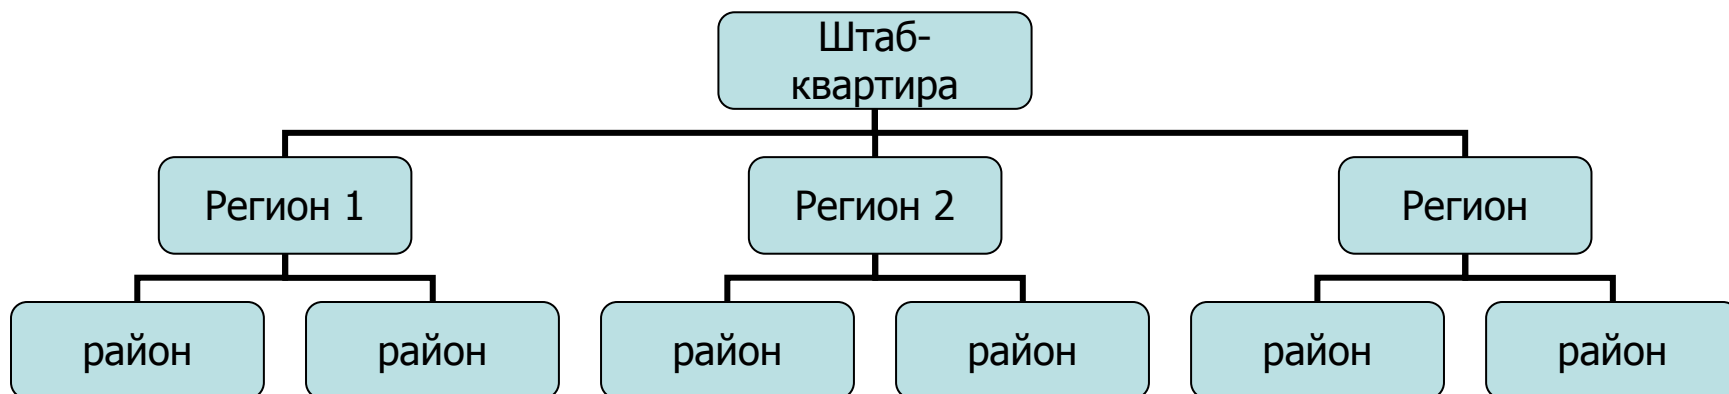 Штаб-
квартира
Регион 1
Регион 2
Регион
район
район
район
район
район
район